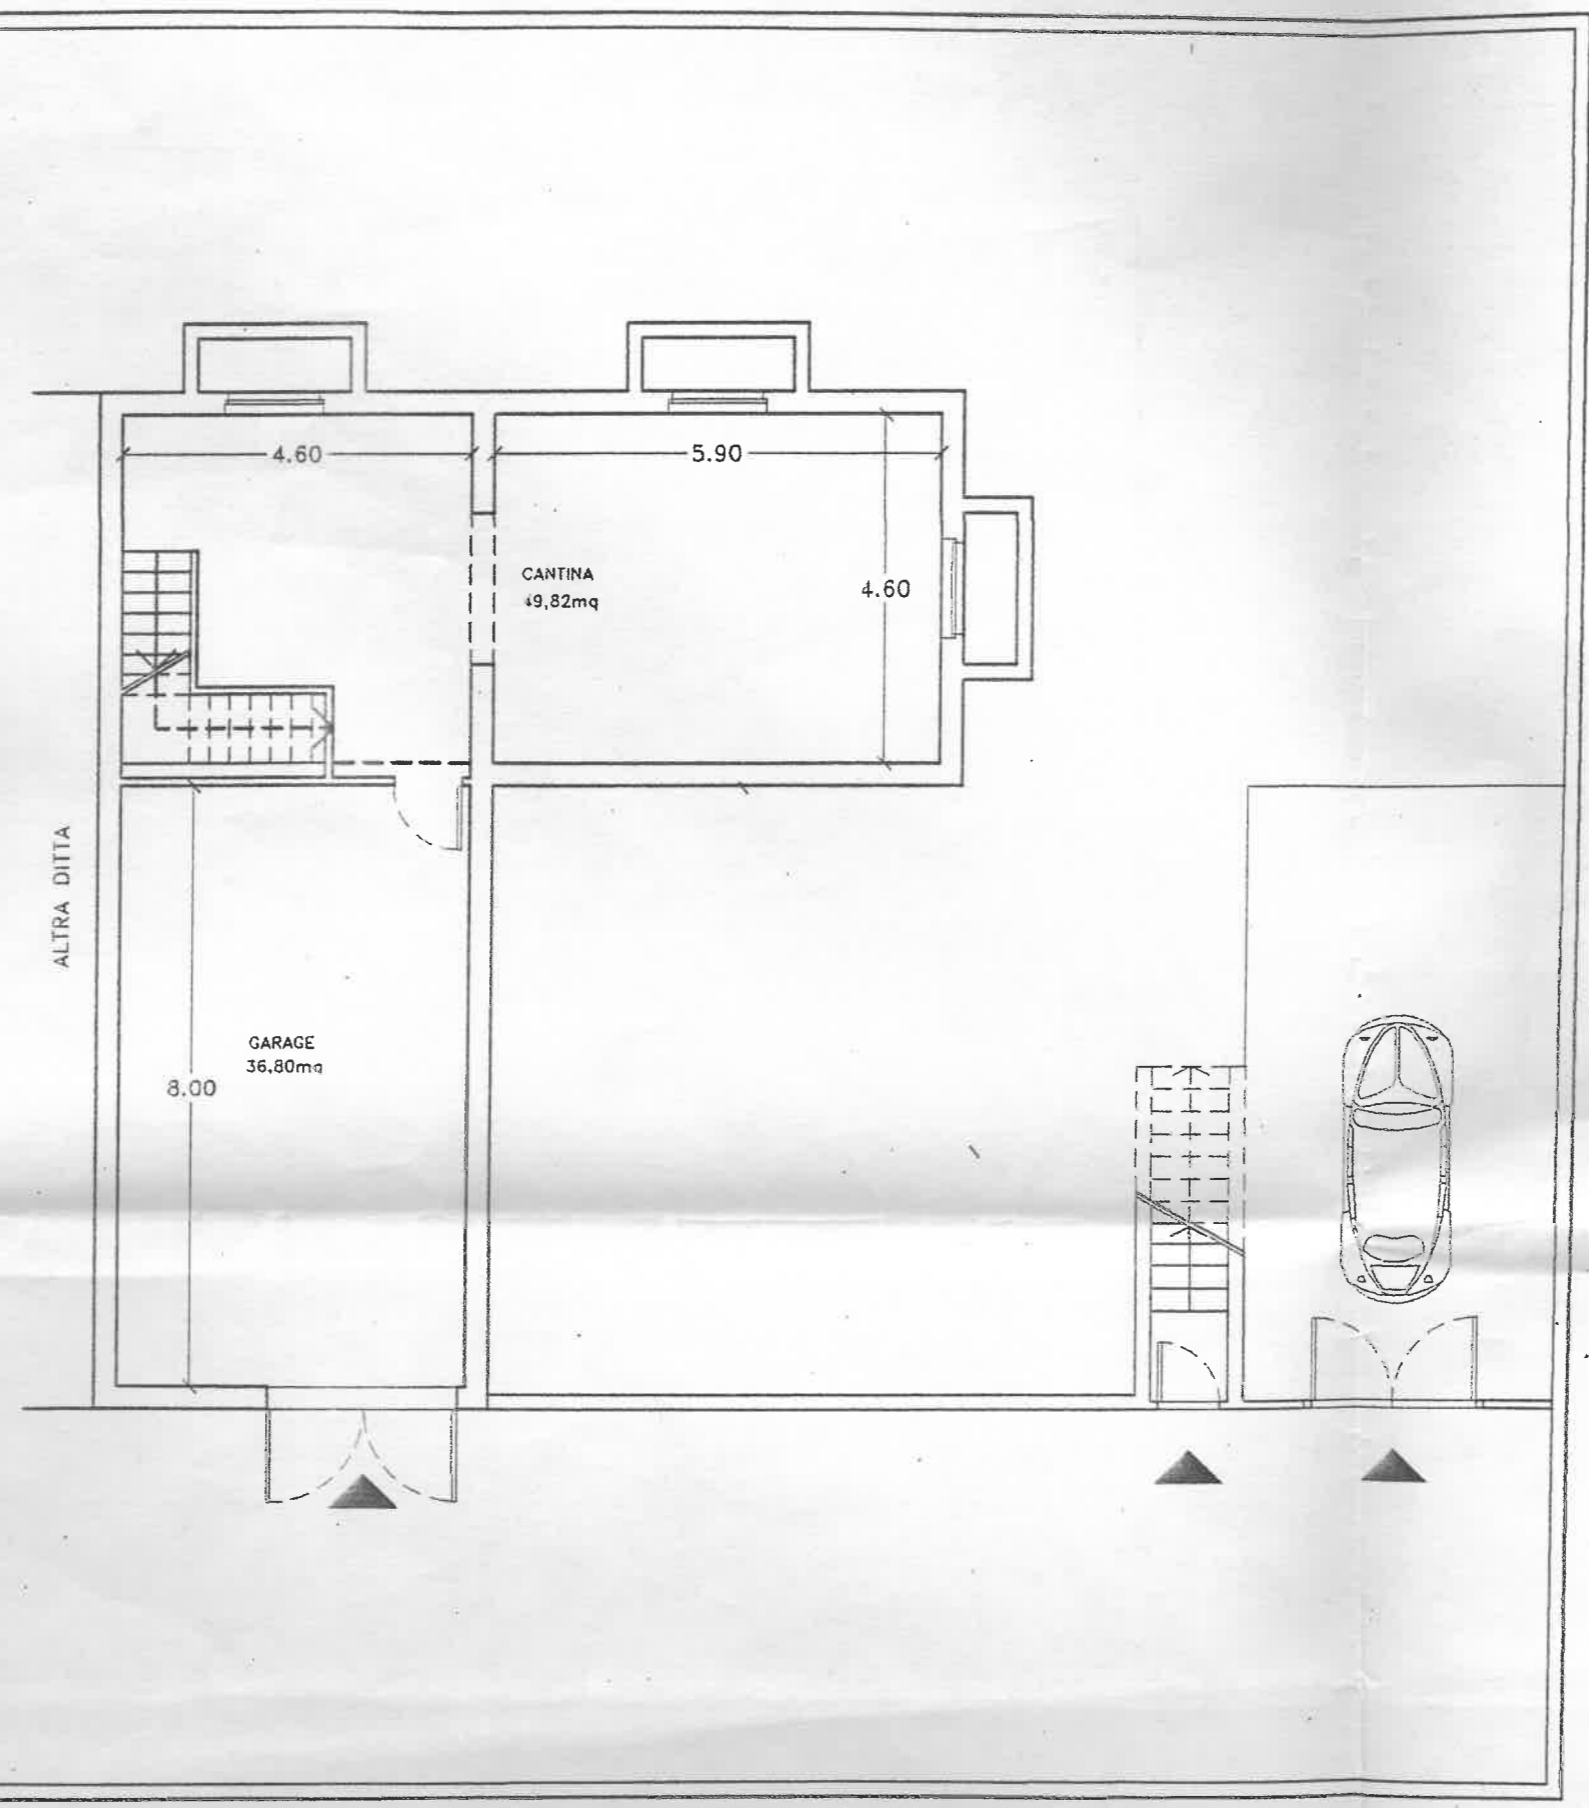 4.60
5.90
CANTINA
49,82mq
4.60
ALTRA DITTA
GARAGE
36,80mq
8.00